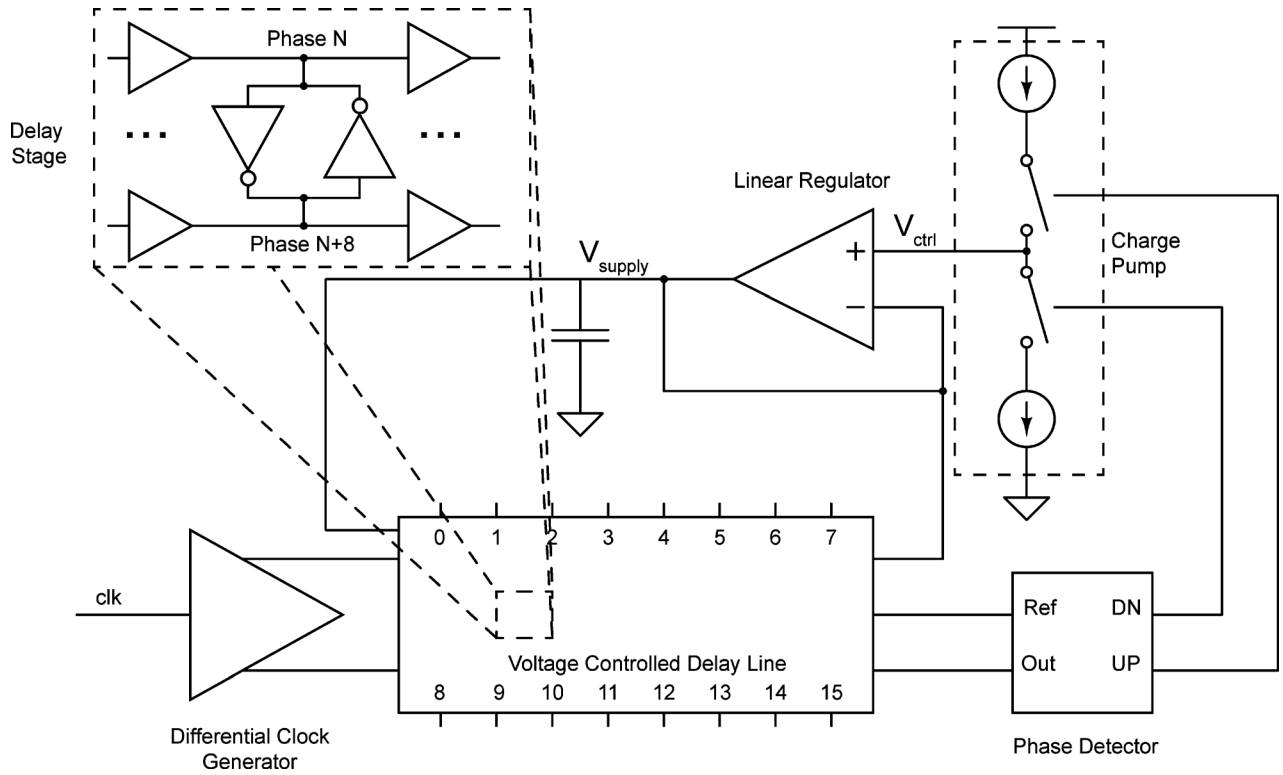 Phase N
Delay
Stage
. . .
. . .
Phase N+8
Linear Regulator
Vctrl
+
−
Charge
Pump
Vsupply
clk
0 1 2 3 4 5 6 7
Voltage Controlled Delay Line
8 9 10 11 12 13 14 15
Ref DN
Out UP
Differential Clock
Generator
Phase Detector